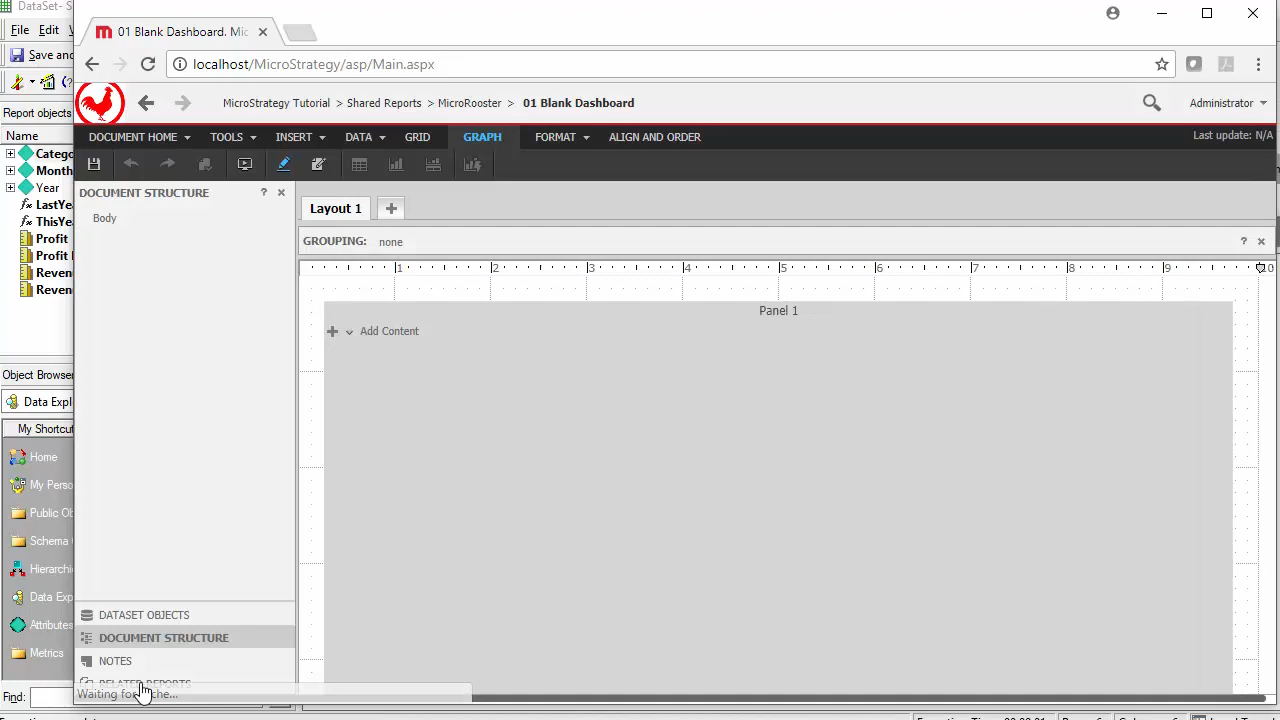 DataSet- S
File Edit
Save and
Report objects
Name
Catego
Month
Year
LastYe
ThisYe
Profit
Profit
Reven
Reven
Object Browser
Data Expl
My Shortcut
Home
My Perso
Public Ob
Schema
Hierarchi
Data Exp
Attributes
Metrics
Find:
01 Blank Dashboard. Mic
localhost/MicroStrategy/asp/Main.aspx
MicroStrategy Tutorial > Shared Reports > MicroRooster > 01 Blank Dashboard
Administrator
DOCUMENT HOME TOOLS INSERT DATA GRID GRAPH FORMAT ALIGN AND ORDER
Last update: N/A
DOCUMENT STRUCTURE ?
Body
DATASET OBJECTS
DOCUMENT STRUCTURE
NOTES
RELATED REPORTS
Layout 1
GROUPING: none ?
1 2 3 4 5 6 7 8 9
Panel 1
Add Content